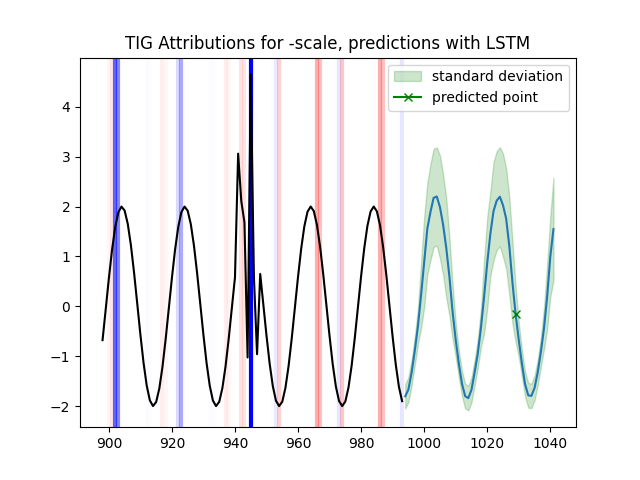 TIG Attributions for -scale, predictions with LSTM
standard deviation
predicted point
4
3
2
1
0
−1
−2
900 920 940 960 980 1000 1020 1040